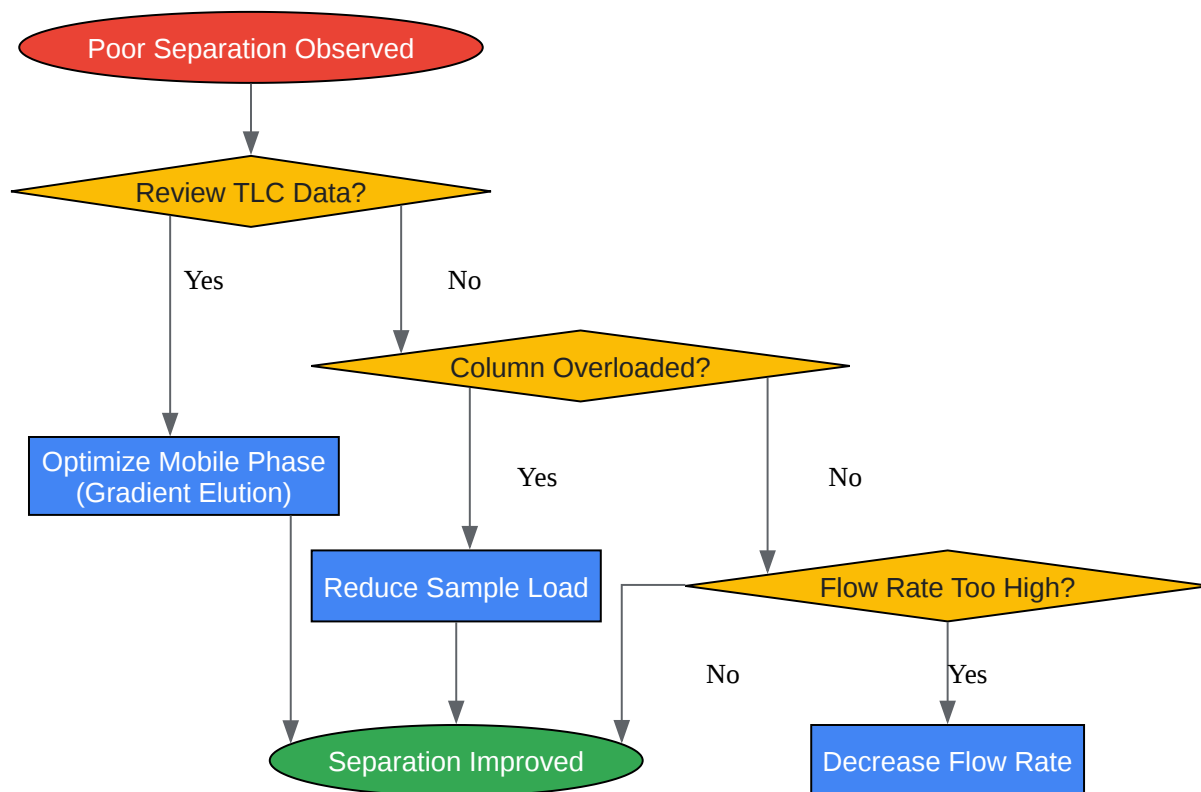 Poor Separation Observed
Review TLC Data?
Yes
No
Column Overloaded?
Optimize Mobile Phase
(Gradient Elution)
Yes
No
Reduce Sample Load
Flow Rate Too High?
No
Yes
Separation Improved
Decrease Flow Rate